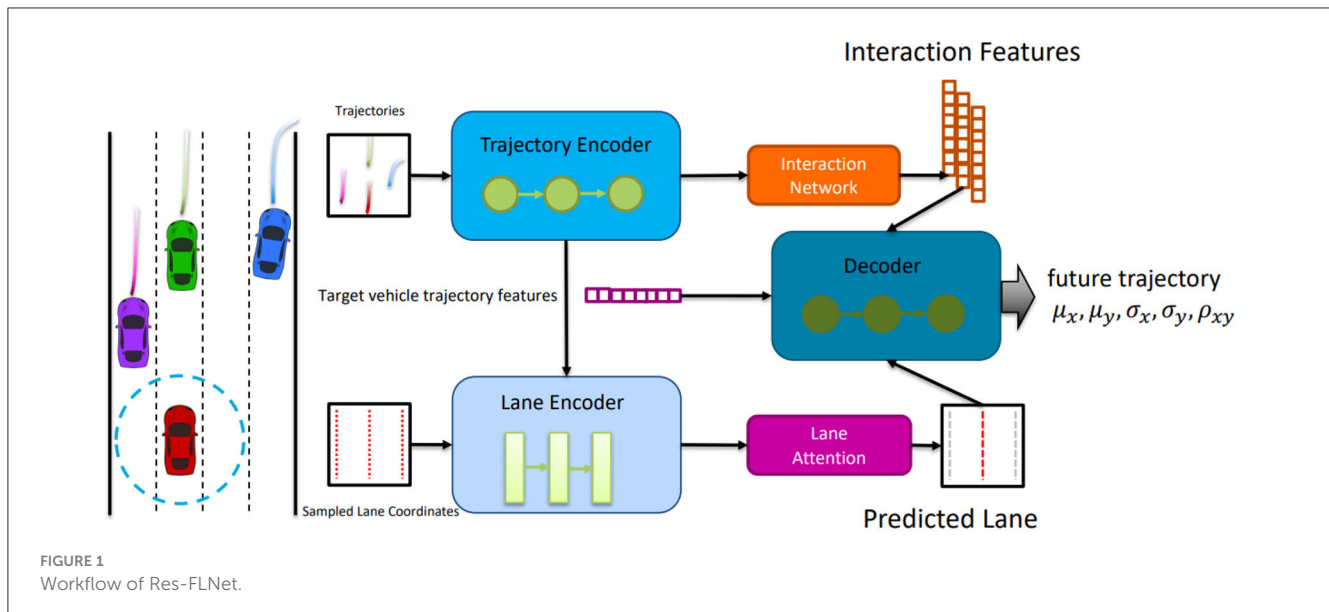 Interaction Features
Trajectories
Trajectory Encoder
Interaction
Network
Decoder
Target vehicle trajectory features
future trajectory
μx, μy, σx, σy, ρxy
Lane Encoder
Lane
Attention
Sampled Lane Coordinates
Predicted Lane
FIGURE 1
Workflow of Res-FLNet.